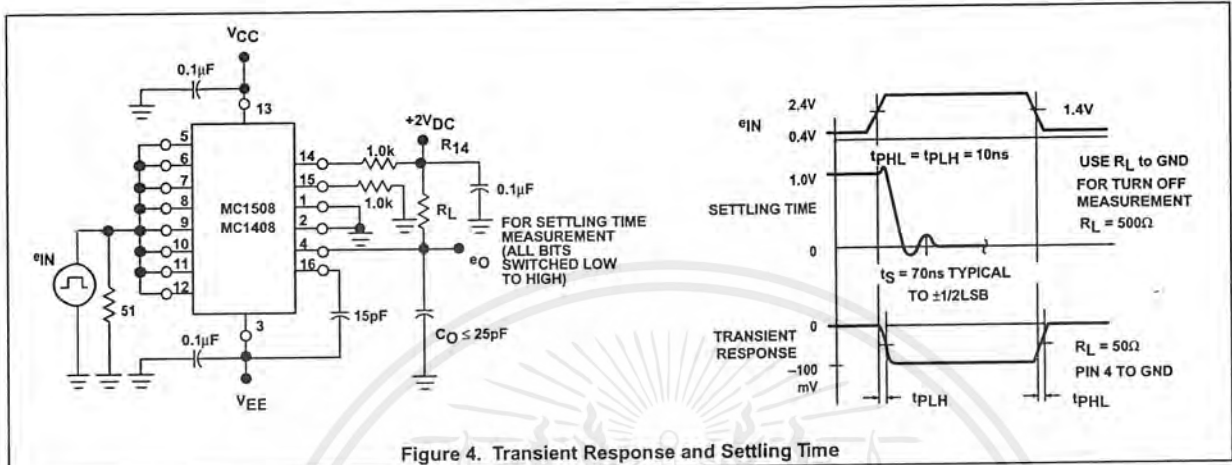 VCC
0.1µF
13
5
6
7
8
9
10
11
12
MC1508
MC1408
14
15
1
2
4
16
3
eIN
51
0.1µF
VEE
15pF
1.0k
1.0k
+2VDC
R14
RL
0.1µF
FOR SETTLING TIME
MEASUREMENT
(ALL BITS
SWITCHED LOW
TO HIGH)
eO
CO ≤ 25pF
eIN
2.4V
0.4V
1.4V
tPHL = tPLH = 10ns
USE RL to GND
FOR TURN OFF
MEASUREMENT
RL = 500Ω
1.0V
SETTLING TIME
0
tS = 70ns TYPICAL
TO ±1/2LSB
0
TRANSIENT
RESPONSE
–100
mV
RL = 50Ω
PIN 4 TO GND
tPLH
tPHL
Figure 4. Transient Response and Settling Time